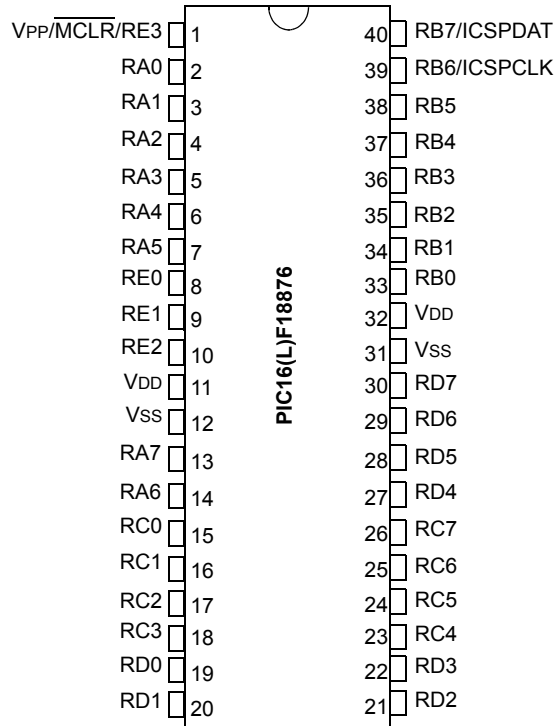 VPP/MCLR/RE3 1 40 RB7/ICSPDAT
RA0 2 39 RB6/ICSPCLK
RA1 3 38 RB5
RA2 4 37 RB4
RA3 5 36 RB3
RA4 6 35 RB2
RA5 7 34 RB1
RE0 8 33 RB0
RE1 9 32 VDD
RE2 10 31 VSS
VDD 11 30 RD7
VSS 12 29 RD6
RA7 13 28 RD5
RA6 14 27 RD4
RC0 15 26 RC7
RC1 16 25 RC6
RC2 17 24 RC5
RC3 18 23 RC4
RD0 19 22 RD3
RD1 20 21 RD2
PIC16(L)F18876